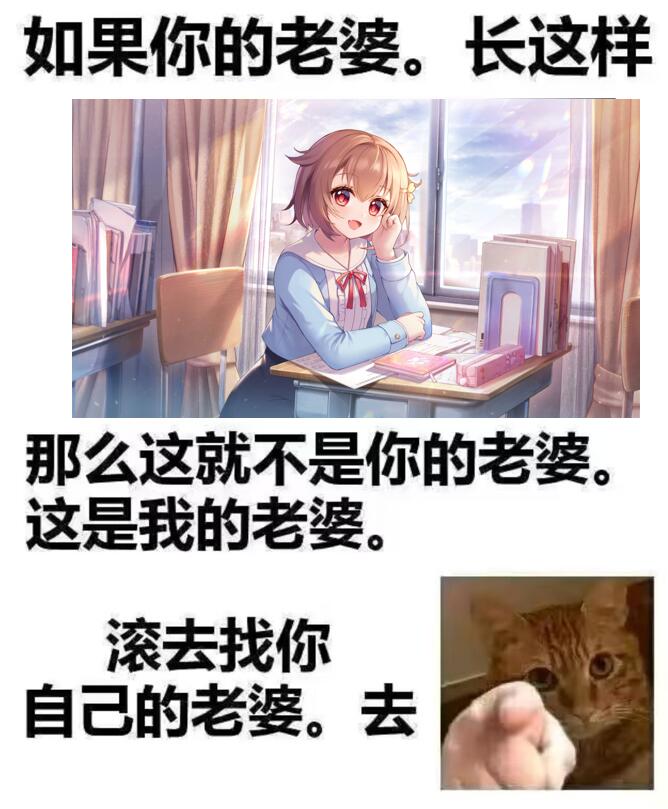 如果你的老婆。长这样
那么这就不是你的老婆。
这是我的老婆。
滚去找你
自己的老婆。去